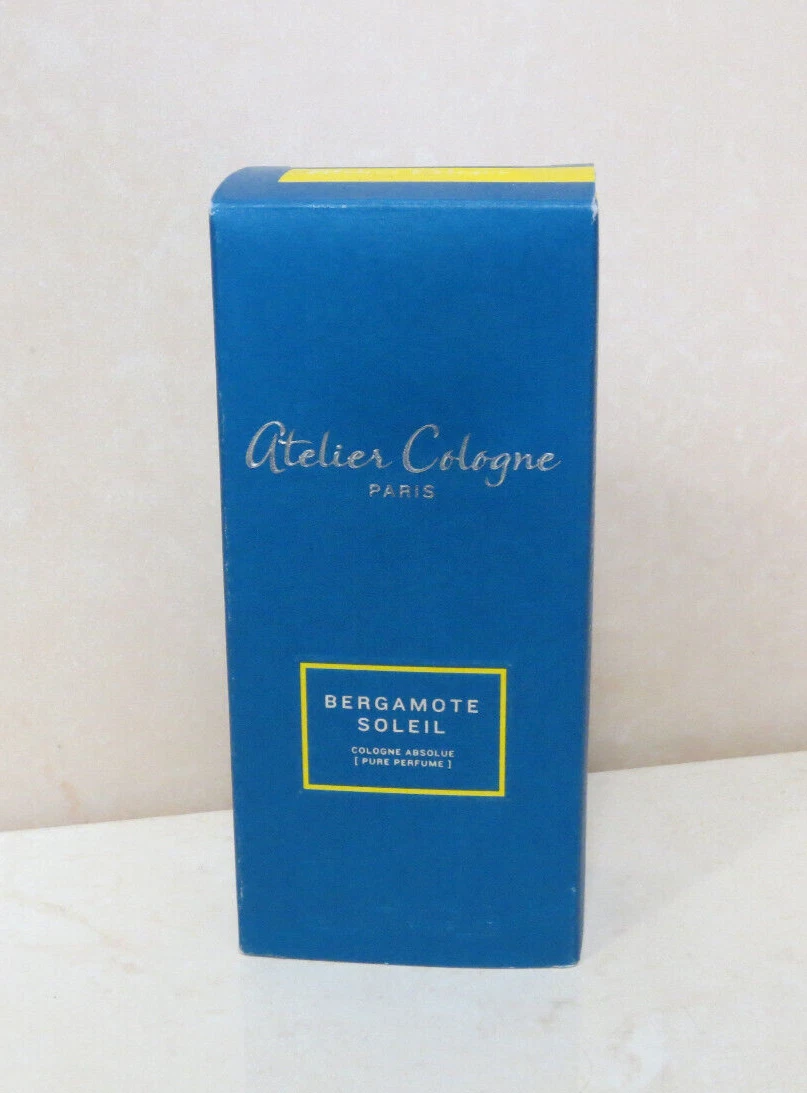 Atelier Cologne
PARIS
BERGAMOTE
SOLEIL
COLOGNE ABSOLUE
[ PURE PERFUME ]